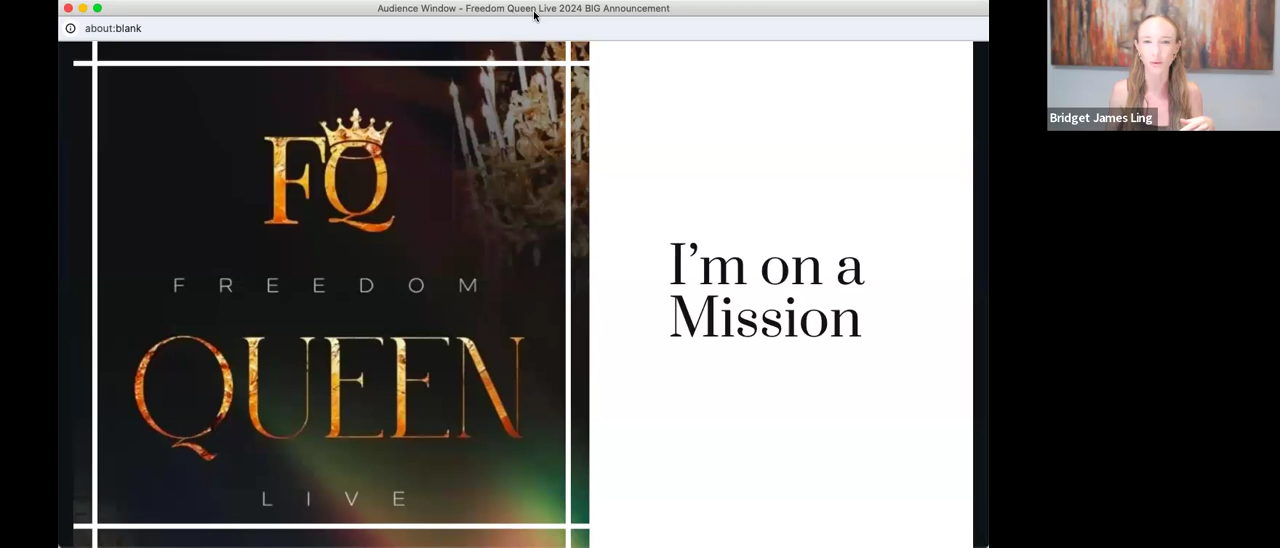 Audience Window - Freedom Queen Live 2024 BIG Announcement
about:blank
FQ
FREEDOM
QUEEN
LIVE
I'm on a
Mission
Bridget James Ling